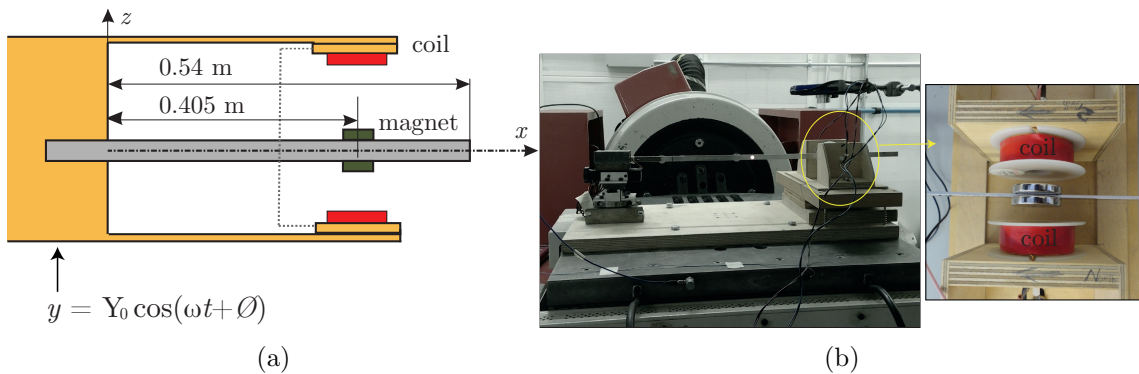 z
coil
0.54 m
0.405 m
magnet
x
y = Y₀ cos(ωt+Ø)
(a)
coil
coil
(b)